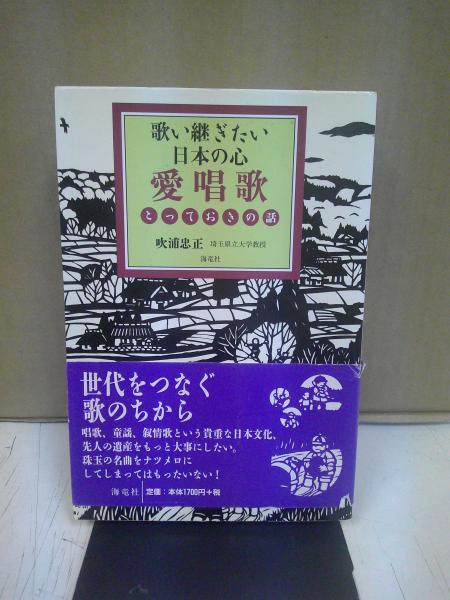 歌い継ぎたい
日本の心
愛唱歌
とっておきの話
吹浦忠正 埼玉県立大学教授
海竜社
世代をつなぐ
歌のちから
唱歌、童謡、叙情歌という貴重な日本文化、
先人の遺産をもっと大事にしたい。
珠玉の名曲をナツメロに
してしまってはもったいない!
海竜社 定価:本体1700円+税